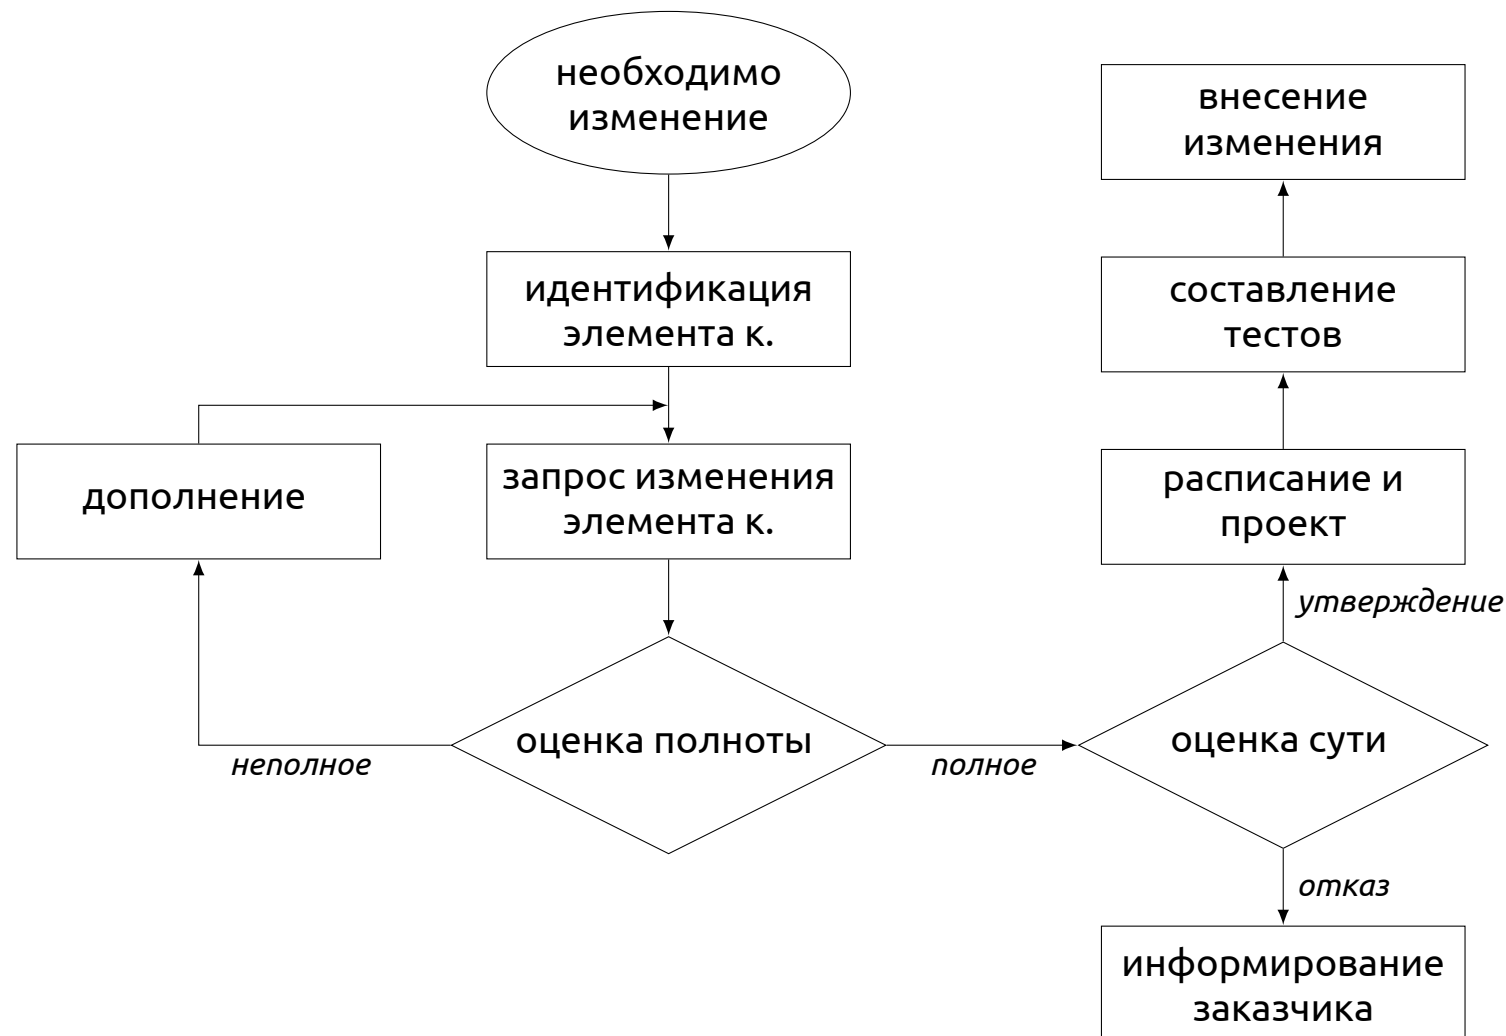 необходимо
изменение
идентификация
элемента к.
дополнение
запрос изменения
элемента к.
оценка полноты
неполное
полное
внесение
изменения
составление
тестов
расписание и
проект
утверждение
оценка сути
отказ
информирование
заказчика